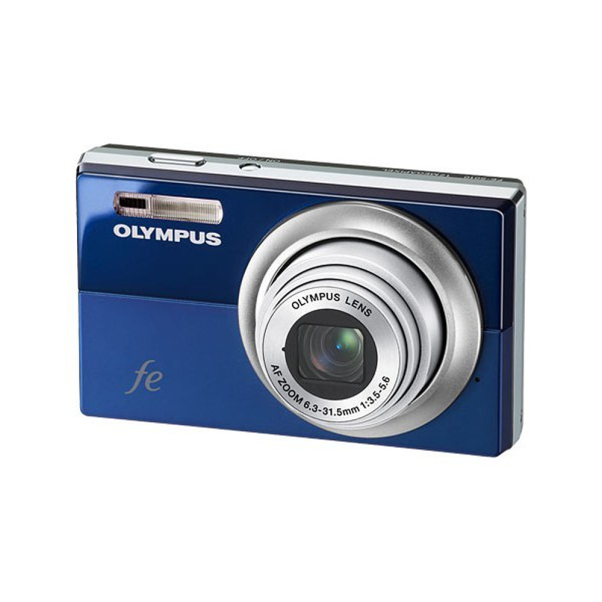 OLYMPUS
OLYMPUS LENS
AF ZOOM 6.3-31.5mm 1:3.5-5.6
fe